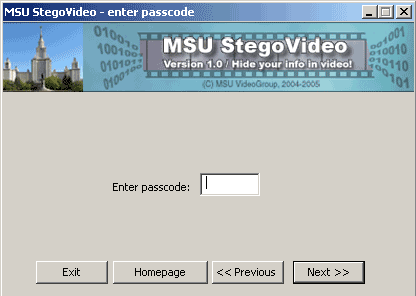 MSU StegoVideo - enter passcode
MSU StegoVideo
Version 1.0 / Hide your info in video!
(C) MSU VideoGroup, 2004-2005
Enter passcode:
Exit
Homepage
<< Previous
Next >>